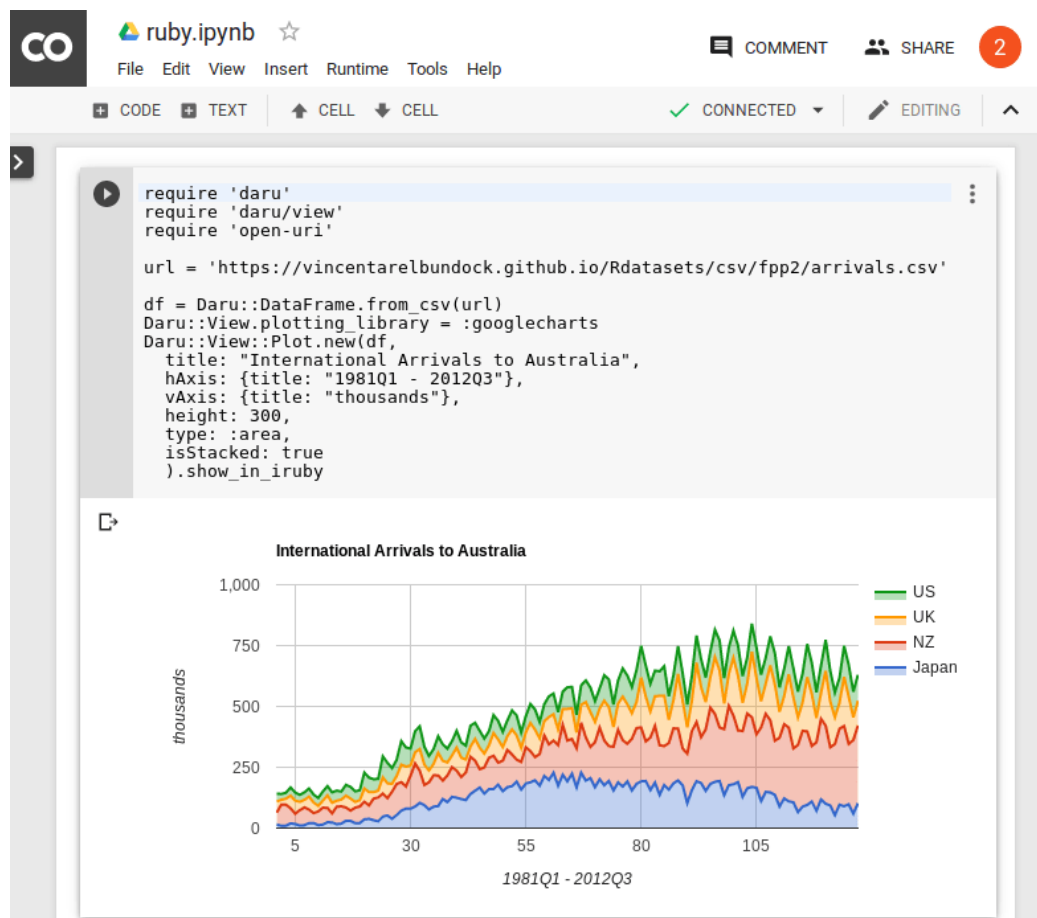 CO
ruby.ipynb
File Edit View Insert Runtime Tools Help
COMMENT SHARE 2
CODE TEXT CELL CELL CONNECTED EDITING
require 'daru'
require 'daru/view'
require 'open-uri'
url = 'https://vincentarelbundock.github.io/Rdatasets/csv/fpp2/arrivals.csv'
df = Daru::DataFrame.from_csv(url)
Daru::View.plotting_library = :googlecharts
Daru::View::Plot.new(df,
  title: "International Arrivals to Australia",
  hAxis: {title: "1981Q1 - 2012Q3"},
  vAxis: {title: "thousands"},
  height: 300,
  type: :area,
  isStacked: true
  ).show_in_iruby
International Arrivals to Australia
1,000
750
500
250
0
thousands
5 30 55 80 105
1981Q1 - 2012Q3
US
UK
NZ
Japan